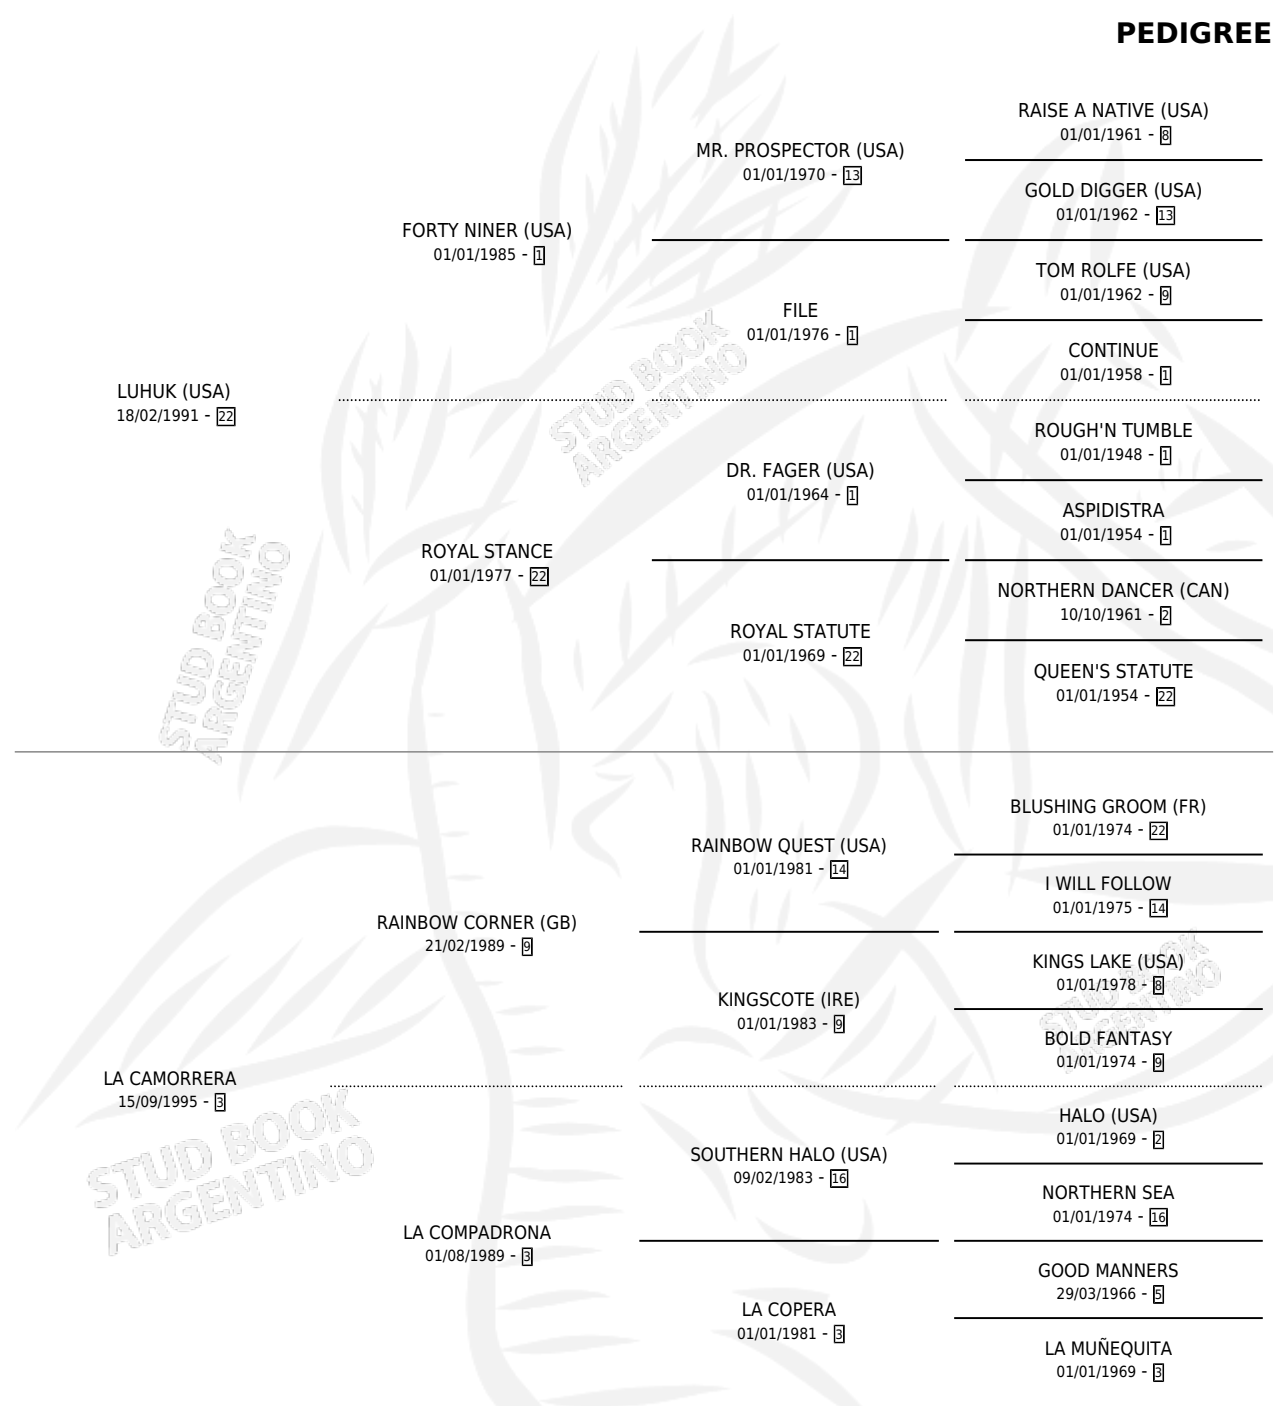 PEDIGREE
RAISE A NATIVE (USA)
01/01/1961 - 8
MR. PROSPECTOR (USA)
01/01/1970 - 13
GOLD DIGGER (USA)
01/01/1962 - 13
FORTY NINER (USA)
01/01/1985 - 1
TOM ROLFE (USA)
01/01/1962 - 9
FILE
01/01/1976 - 1
CONTINUE
01/01/1958 - 1
LUHUK (USA)
18/02/1991 - 22
ROUGH'N TUMBLE
01/01/1948 - 1
DR. FAGER (USA)
01/01/1964 - 1
ASPIDISTRA
01/01/1954 - 1
ROYAL STANCE
01/01/1977 - 22
NORTHERN DANCER (CAN)
10/10/1961 - 2
ROYAL STATUTE
01/01/1969 - 22
QUEEN'S STATUTE
01/01/1954 - 22
BLUSHING GROOM (FR)
01/01/1974 - 22
RAINBOW QUEST (USA)
01/01/1981 - 14
I WILL FOLLOW
01/01/1975 - 14
RAINBOW CORNER (GB)
21/02/1989 - 9
KINGS LAKE (USA)
01/01/1978 - 8
KINGSCOTE (IRE)
01/01/1983 - 9
BOLD FANTASY
01/01/1974 - 9
LA CAMORRERA
15/09/1995 - 3
HALO (USA)
01/01/1969 - 2
SOUTHERN HALO (USA)
09/02/1983 - 16
NORTHERN SEA
01/01/1974 - 16
LA COMPADRONA
01/08/1989 - 3
GOOD MANNERS
29/03/1966 - 5
LA COPERA
01/01/1981 - 3
LA MUÑEQUITA
01/01/1969 - 3
STUD BOOK
ARGENTINO
STUD BOOK
ARGENTINO
STUD BOOK
ARGENTINO
STUD BOOK
ARGENTINO